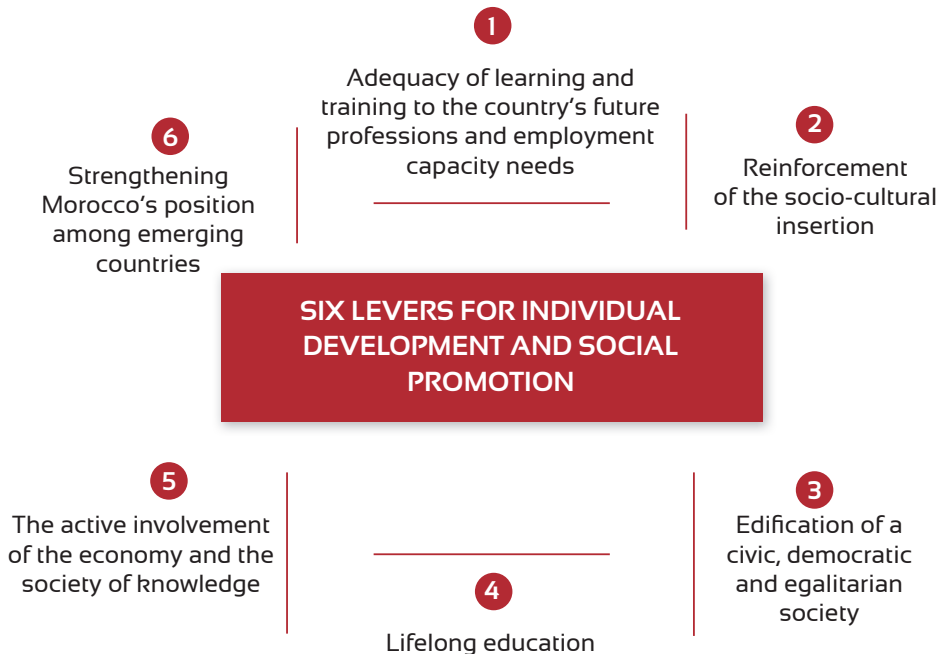 1
Adequacy of learning and
training to the country's future
professions and employment
capacity needs
2
Reinforcement
of the socio-cultural
insertion
6
Strengthening
Morocco's position
among emerging
countries
SIX LEVERS FOR INDIVIDUAL
DEVELOPMENT AND SOCIAL
PROMOTION
3
Edification of a
civic, democratic
and egalitarian
society
4
Lifelong education
5
The active involvement
of the economy and the
society of knowledge